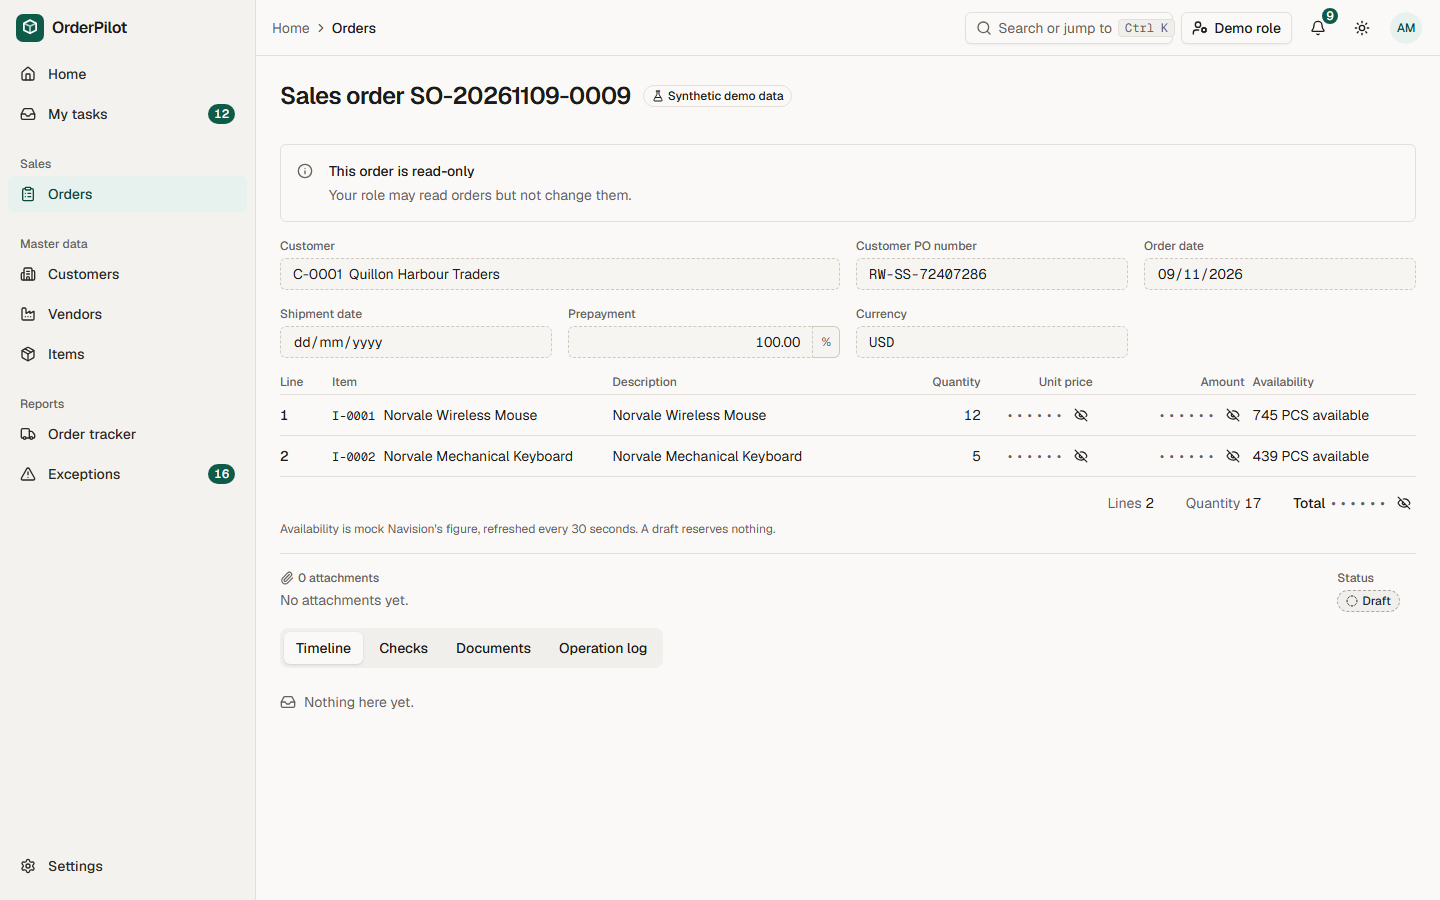 OrderPilot
Home
My tasks 12
Sales
Orders
Master data
Customers
Vendors
Items
Reports
Order tracker
Exceptions 16
Settings
Home > Orders
Search or jump to Ctrl K
Demo role
9
AM
Sales order SO-20261109-0009 Synthetic demo data
This order is read-only
Your role may read orders but not change them.
Customer Customer PO number Order date
C-0001 Quillon Harbour Traders RW-SS-72407286 09/11/2026
Shipment date Prepayment Currency
dd/mm/yyyy 100.00 % USD
Line Item Description Quantity Unit price Amount Availability
1 I-0001 Norvale Wireless Mouse Norvale Wireless Mouse 12 •••••• •••••• 745 PCS available
2 I-0002 Norvale Mechanical Keyboard Norvale Mechanical Keyboard 5 •••••• •••••• 439 PCS available
Lines 2 Quantity 17 Total ••••••
Availability is mock Navision's figure, refreshed every 30 seconds. A draft reserves nothing.
0 attachments Status
No attachments yet. Draft
Timeline Checks Documents Operation log
Nothing here yet.